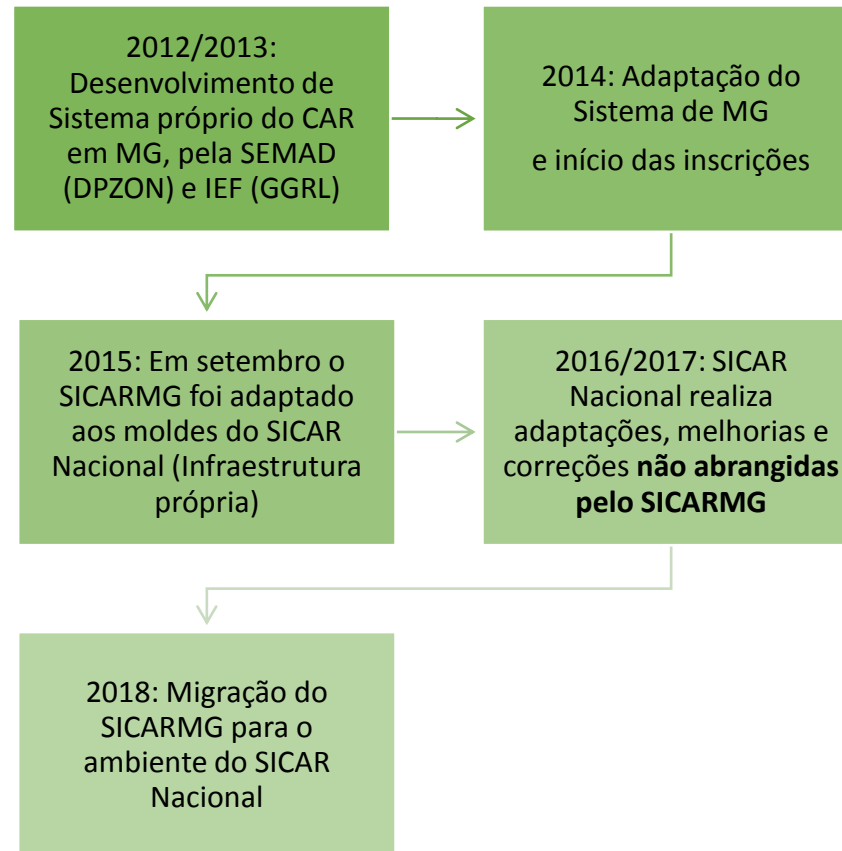 2012/2013:
Desenvolvimento de
Sistema próprio do CAR
em MG, pela SEMAD
(DPZON) e IEF (GGRL)
2014: Adaptação do
Sistema de MG
e início das inscrições
2015: Em setembro o
SICARMG foi adaptado
aos moldes do SICAR
Nacional (Infraestrutura
própria)
2016/2017: SICAR
Nacional realiza
adaptações, melhorias e
correções não abrangidas
pelo SICARMG
2018: Migração do
SICARMG para o
ambiente do SICAR
Nacional